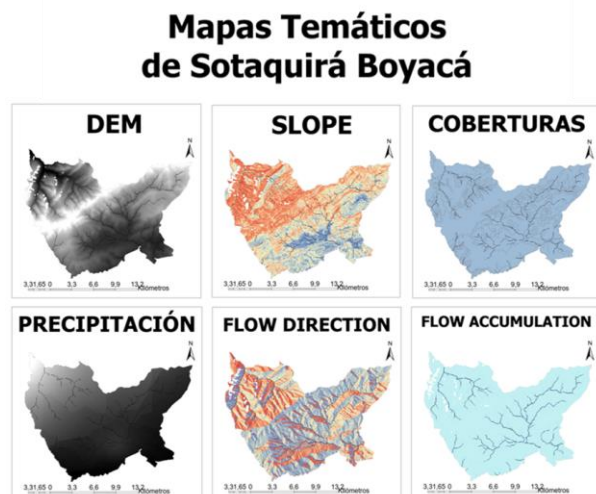 Mapas Temáticos
de Sotaquirá Boyacá
DEM
N
3,31,65 0 3,3 6,6 9,9 13,2
Kilómetros
SLOPE
N
3,31,65 0 3,3 6,6 9,9 13,2
Kilómetros
COBERTURAS
N
3,31,65 0 3,3 6,6 9,9 13,2
Kilómetros
PRECIPITACIÓN
N
3,31,65 0 3,3 6,6 9,9 13,2
Kilómetros
FLOW DIRECTION
N
3,31,65 0 3,3 6,6 9,9 13,2
Kilómetros
FLOW ACCUMULATION
N
3,31,65 0 3,3 6,6 9,9 13,2
Kilómetros